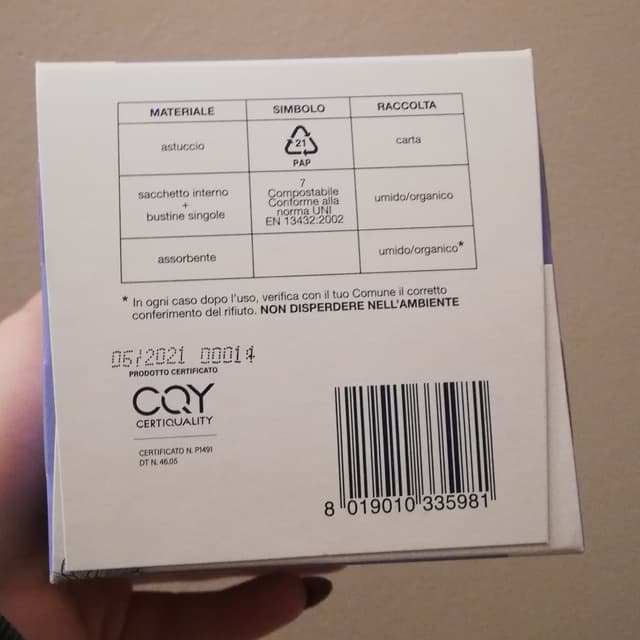 MATERIALE SIMBOLO RACCOLTA
astuccio 21 PAP carta
sacchetto interno + bustine singole
7 Compostabile Conforme alla norma UNI EN 13432:2002
umido/organico
assorbente umido/organico*
* In ogni caso dopo l'uso, verifica con il tuo Comune il corretto
conferimento del rifiuto. NON DISPERDERE NELL'AMBIENTE
06/2021 00014
PRODOTTO CERTIFICATO
CQY
CERTIQUALITY
CERTIFICATO N. P1491
DT N. 46.05
8 019010 335981